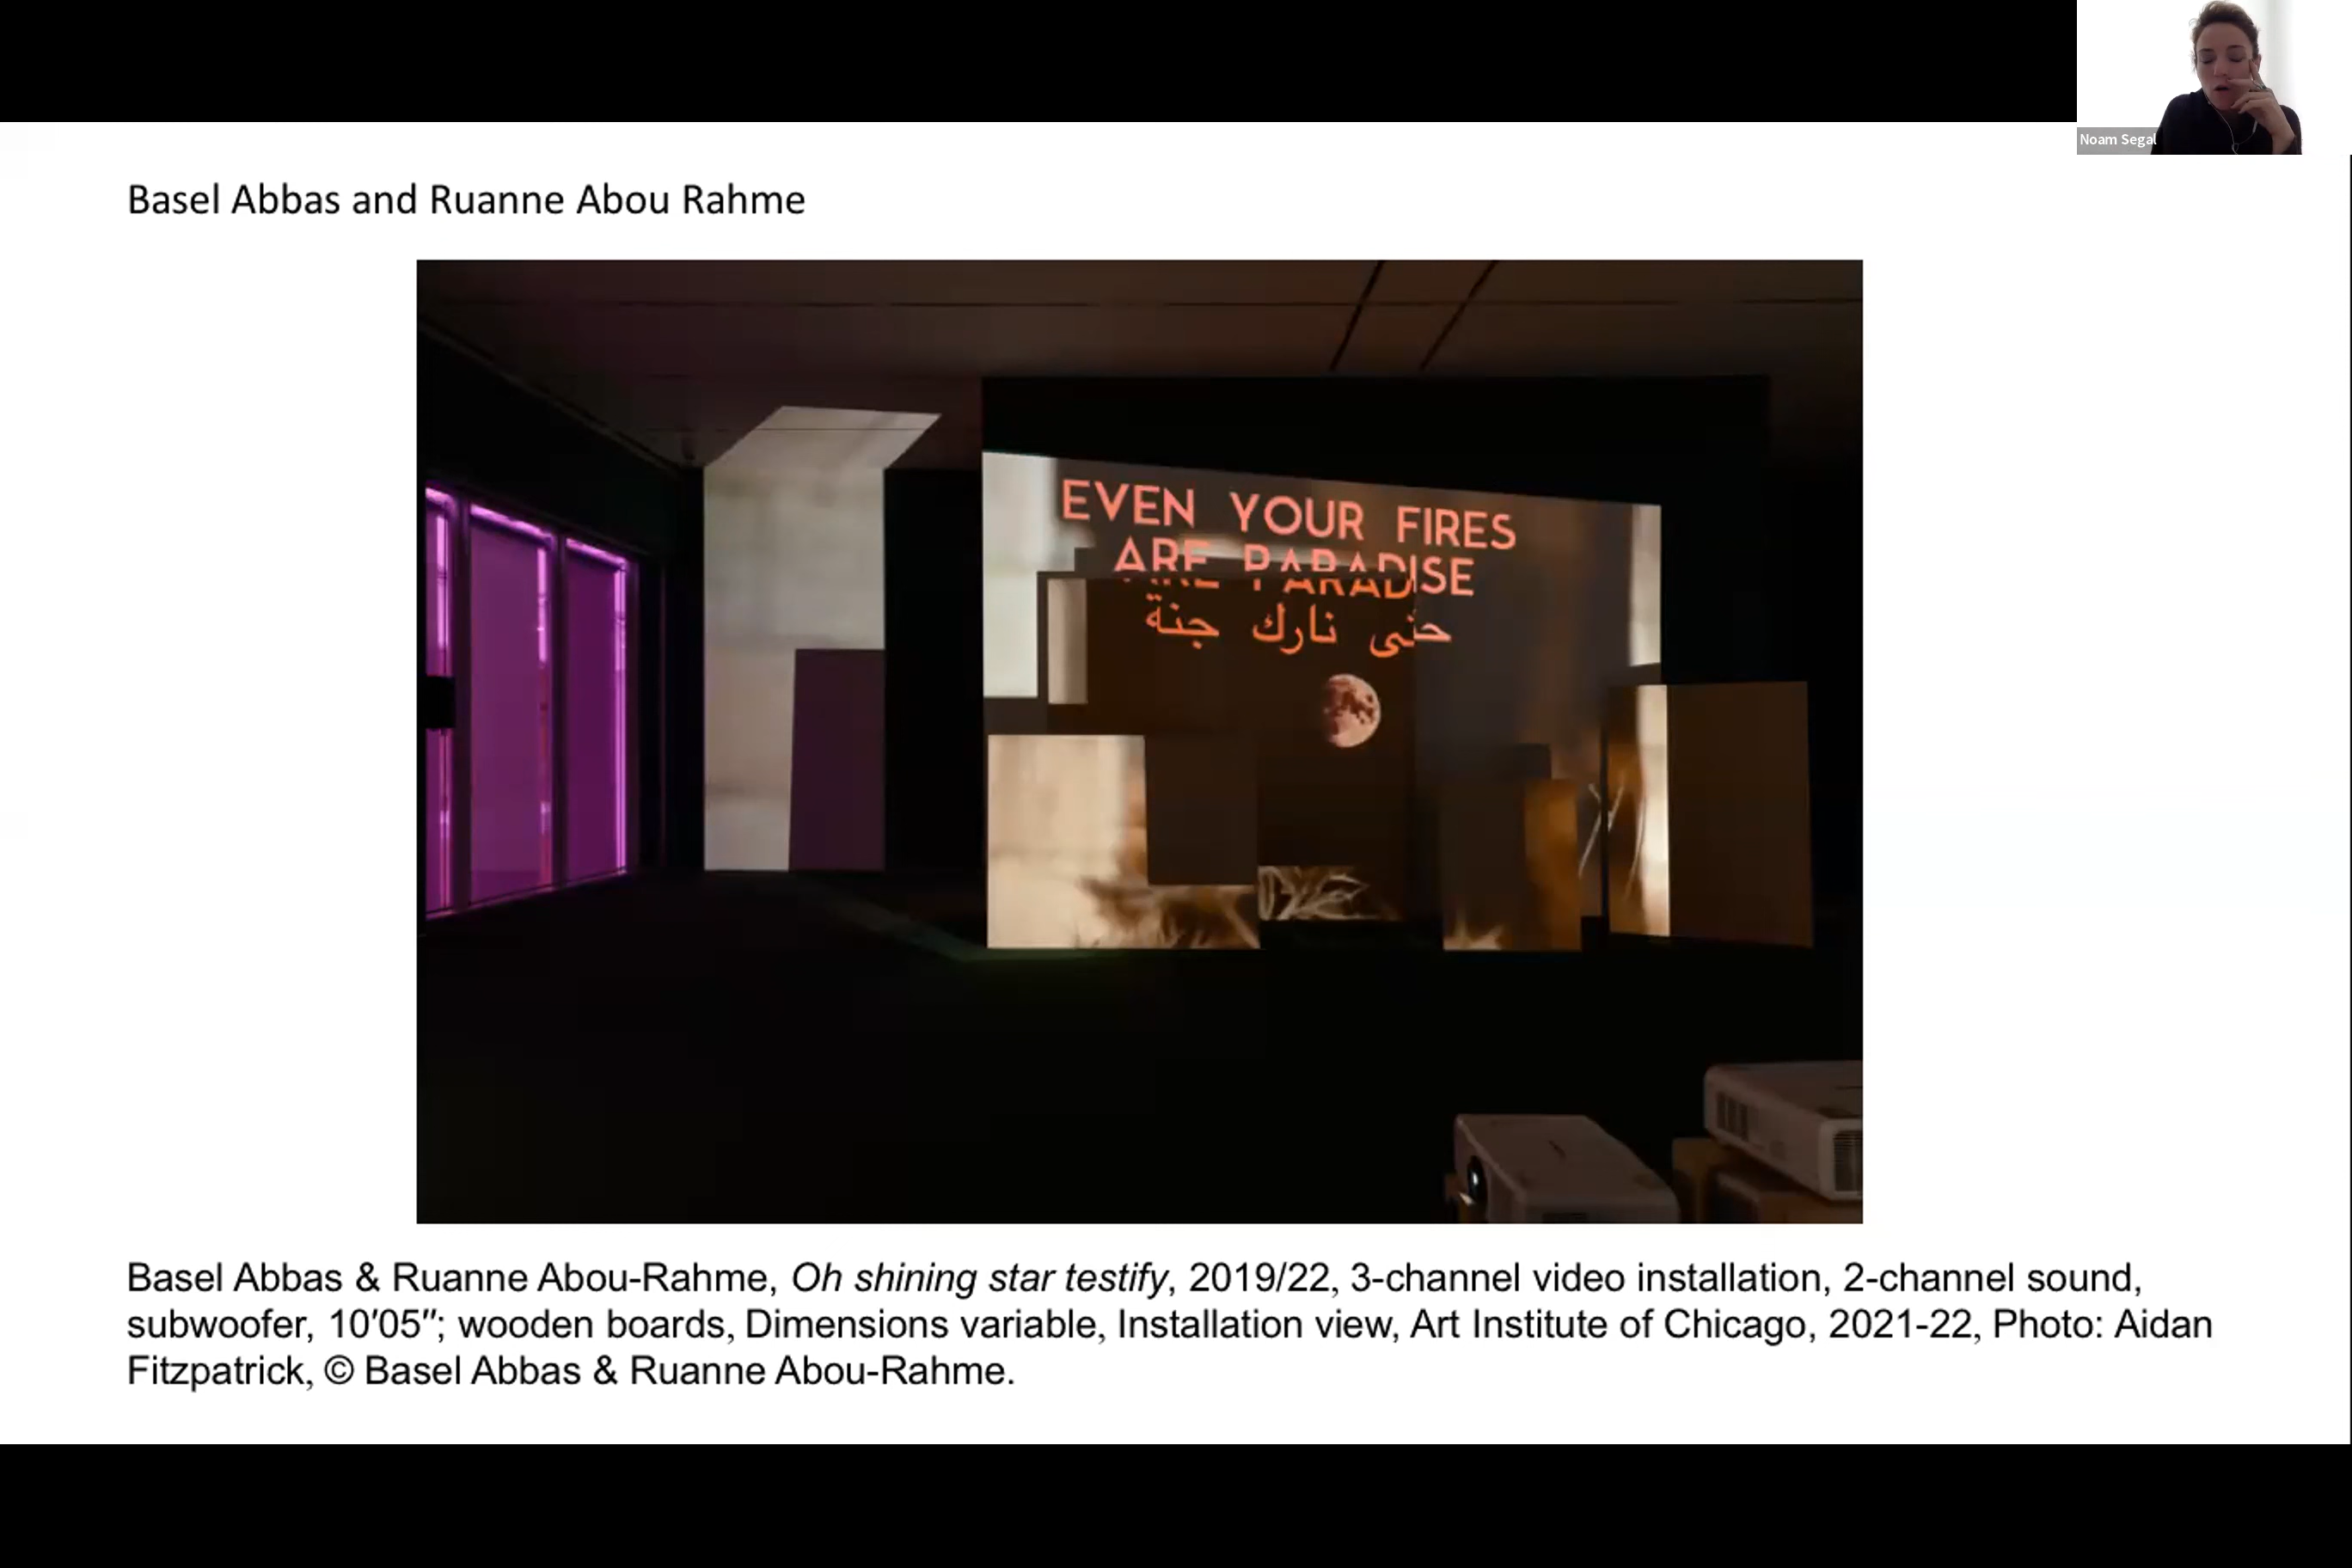 Noam Segal
Basel Abbas and Ruanne Abou Rahme
EVEN YOUR FIRES
ARE PARADISE
حتى نارك جنة
Basel Abbas & Ruanne Abou-Rahme, Oh shining star testify, 2019/22, 3-channel video installation, 2-channel sound,
subwoofer, 10′05″; wooden boards, Dimensions variable, Installation view, Art Institute of Chicago, 2021-22, Photo: Aidan
Fitzpatrick, © Basel Abbas & Ruanne Abou-Rahme.